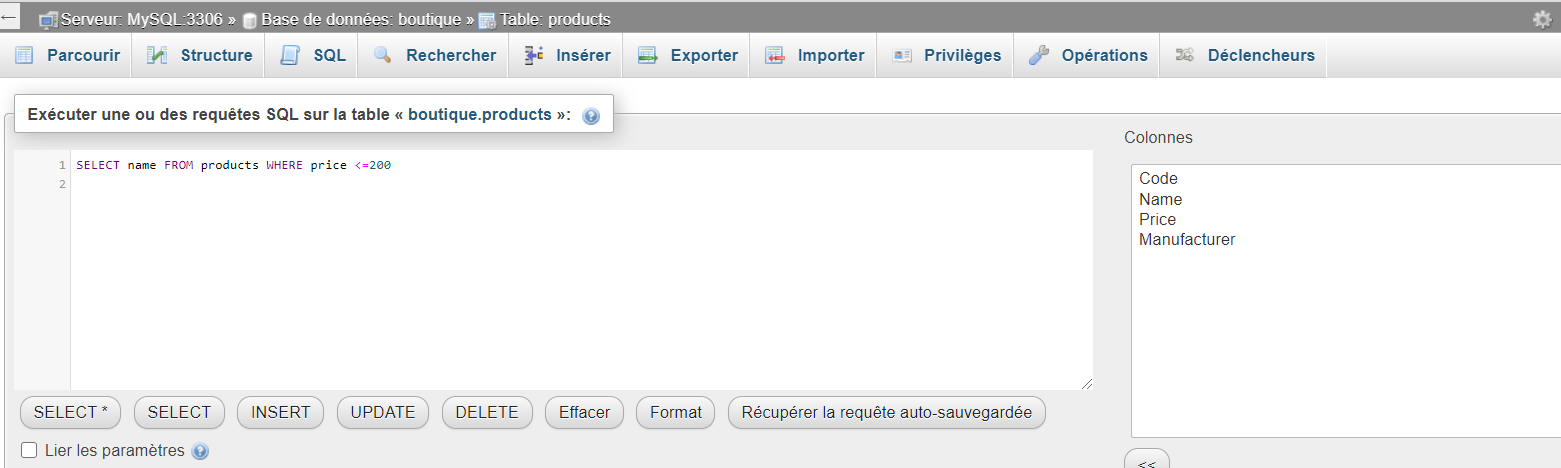 Serveur: MySQL:3306 » Base de données: boutique » Table: products
Parcourir Structure SQL Rechercher Insérer Exporter Importer Privilèges Opérations Déclencheurs
Exécuter une ou des requêtes SQL sur la table « boutique.products »:
Colonnes
1 SELECT name FROM products WHERE price <=200
2
Code
Name
Price
Manufacturer
SELECT * SELECT INSERT UPDATE DELETE Effacer Format Récupérer la requête auto-sauvegardée
Lier les paramètres
<<